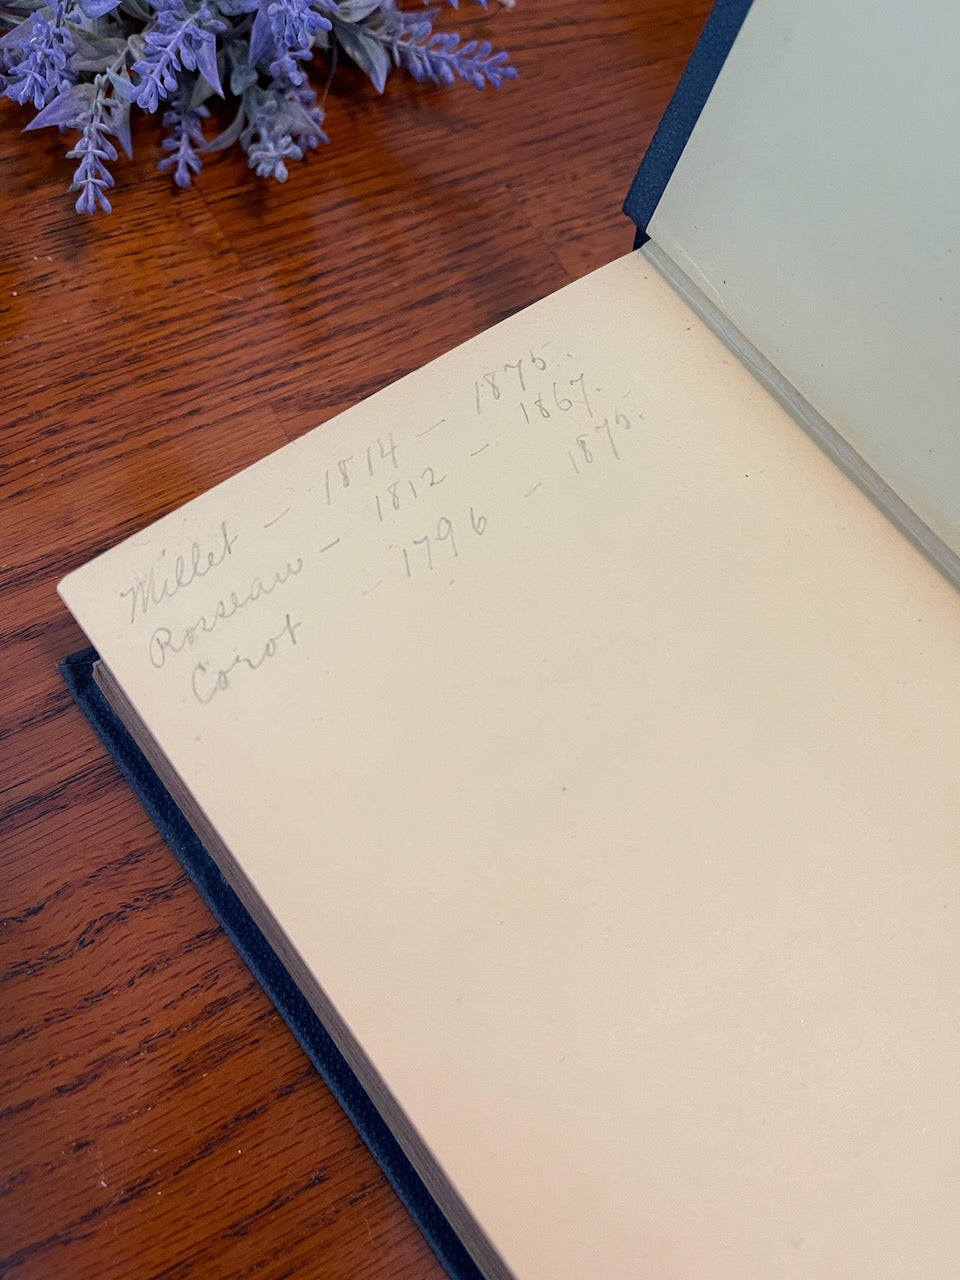 Millet — 1814 — 1875.
Rosseau — 1812 — 1867.
Corot — 1796 — 1875.